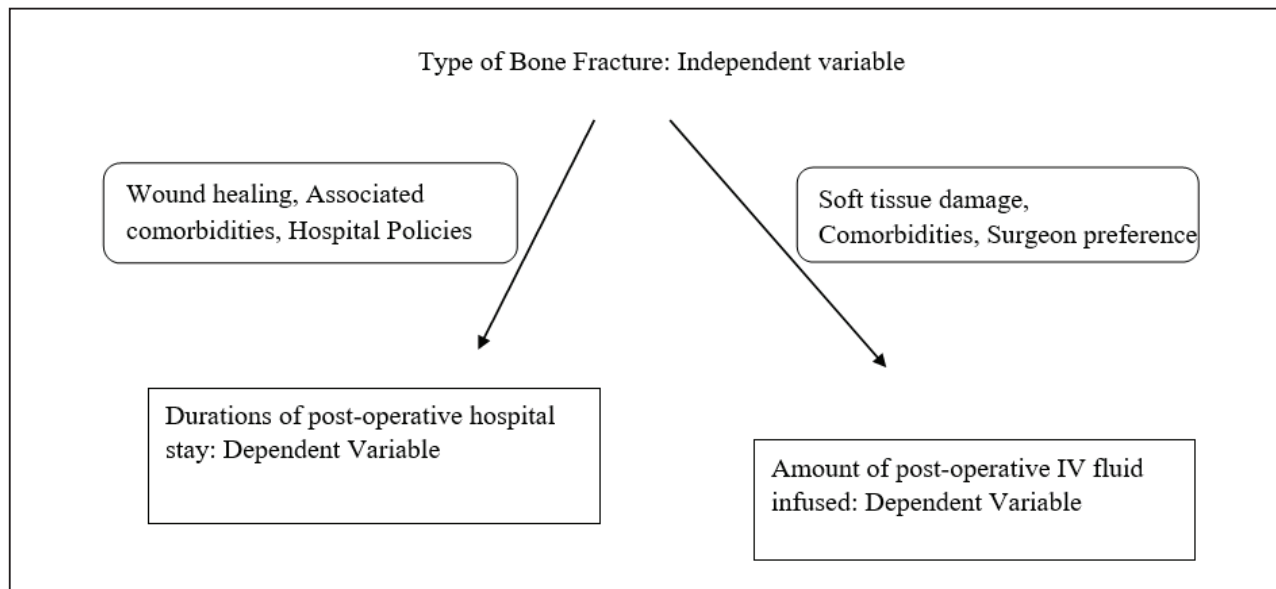 Type of Bone Fracture: Independent variable
Wound healing, Associated
comorbidities, Hospital Policies
Soft tissue damage,
Comorbidities, Surgeon preference
Durations of post-operative hospital
stay: Dependent Variable
Amount of post-operative IV fluid
infused: Dependent Variable